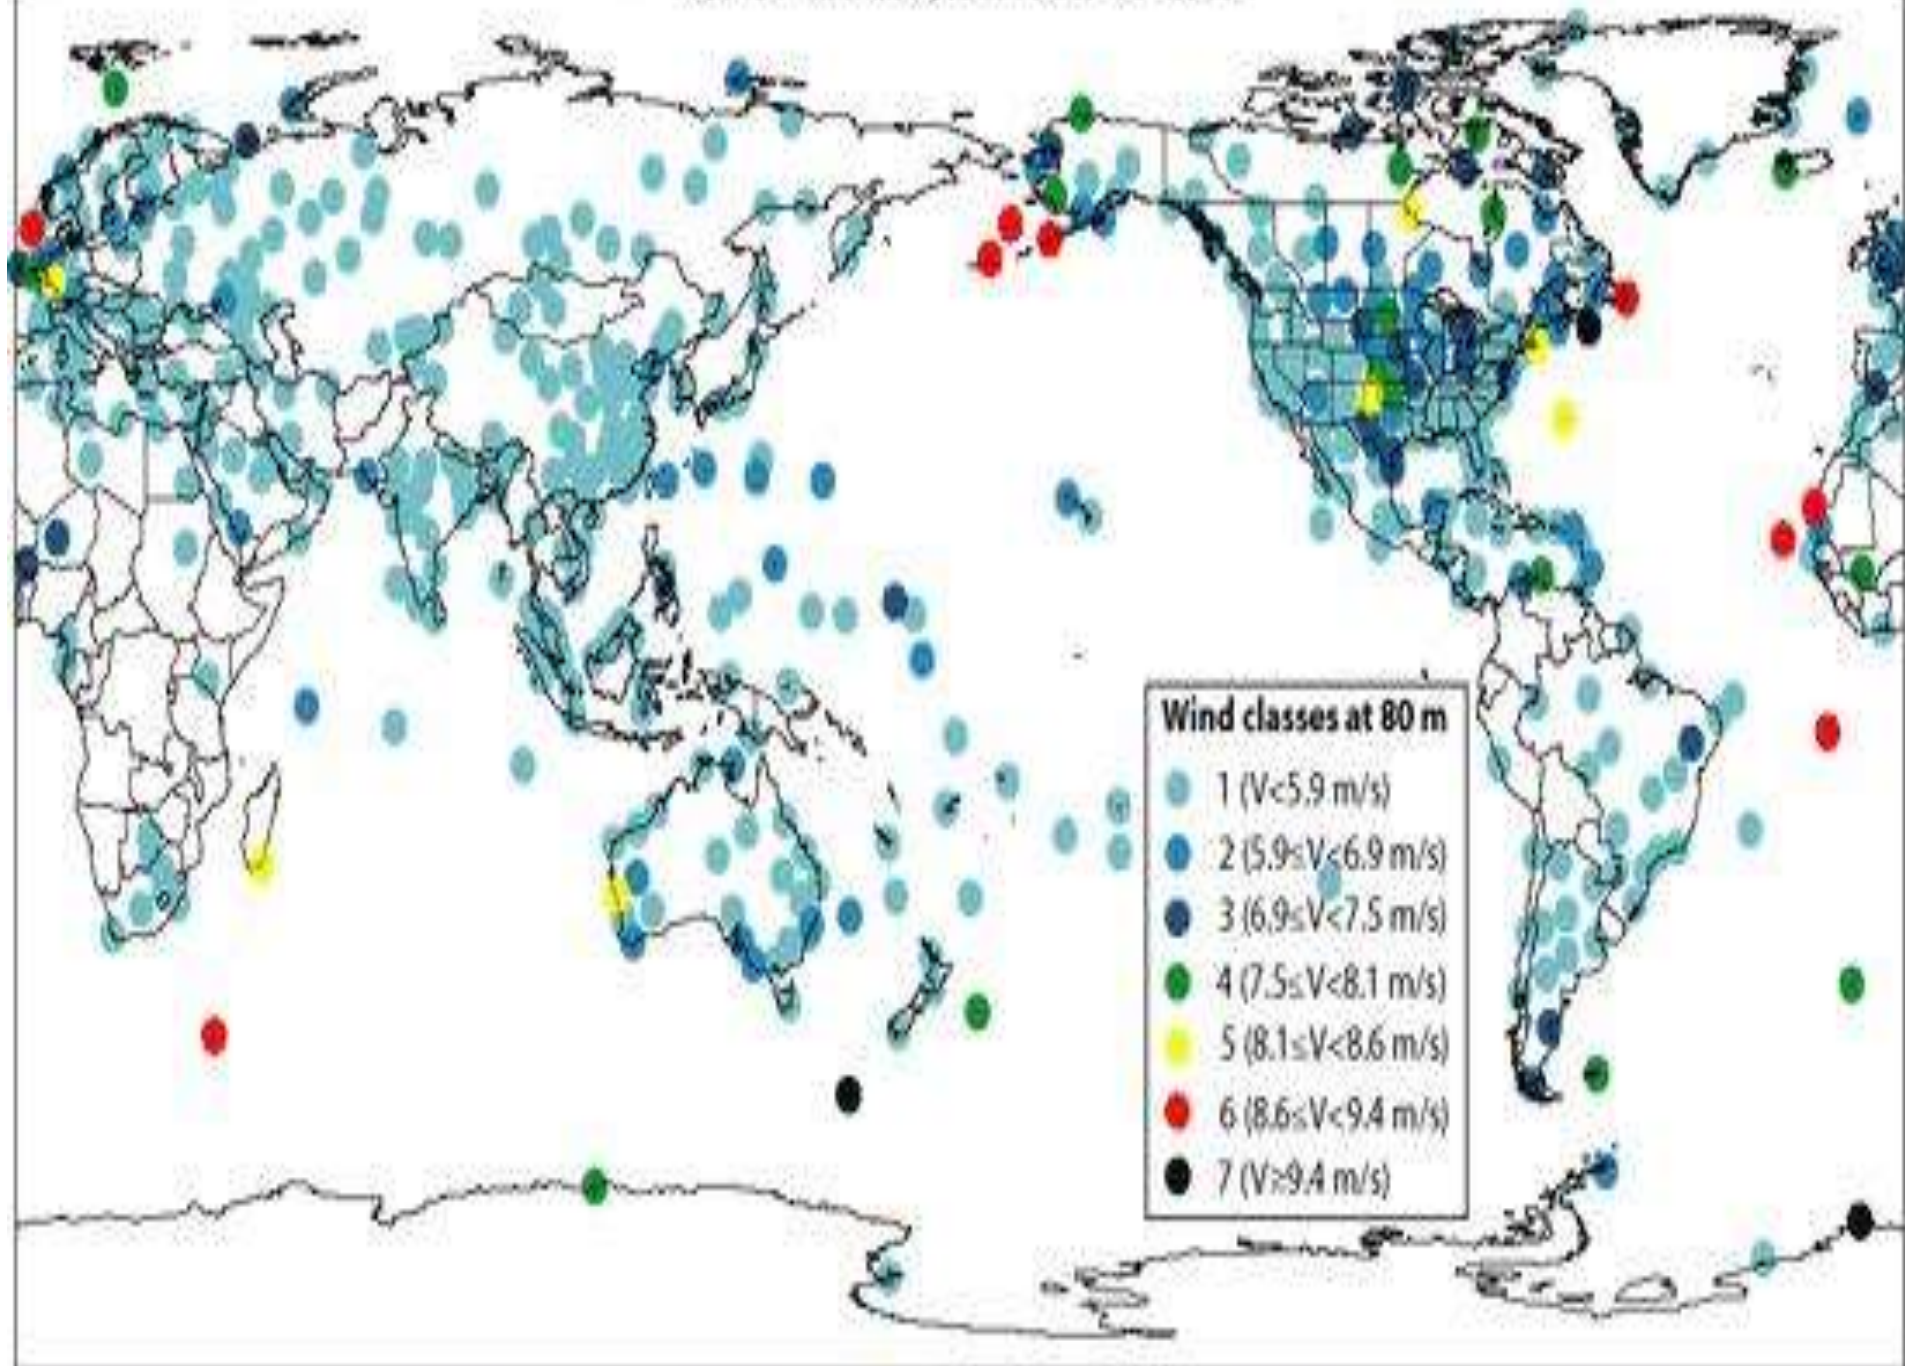 Wind classes at 80 m
1 (V<5.9 m/s)
2 (5.9≤V<6.9 m/s)
3 (6.9≤V<7.5 m/s)
4 (7.5≤V<8.1 m/s)
5 (8.1≤V<8.6 m/s)
6 (8.6≤V<9.4 m/s)
7 (V≥9.4 m/s)